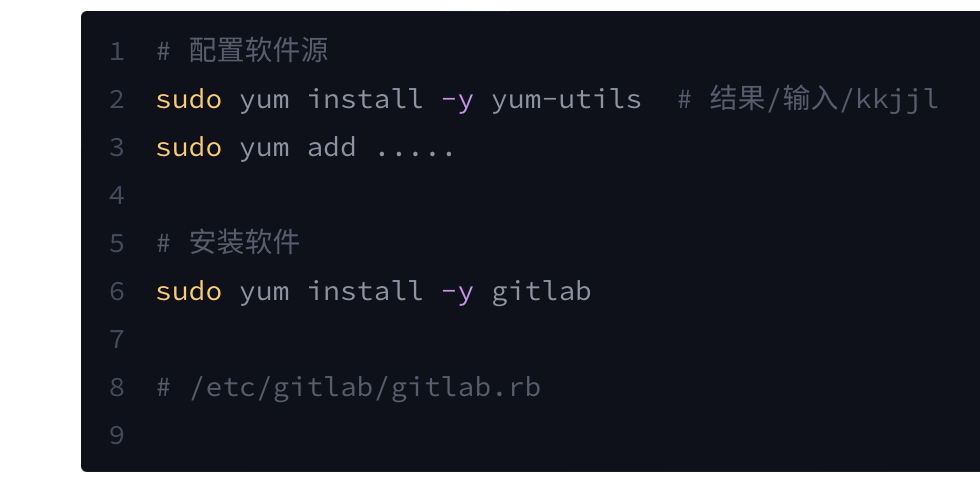 1 # 配置软件源
2 sudo yum install -y yum-utils  # 结果/输入/kkjjl
3 sudo yum add .....
4
5 # 安装软件
6 sudo yum install -y gitlab
7
8 # /etc/gitlab/gitlab.rb
9